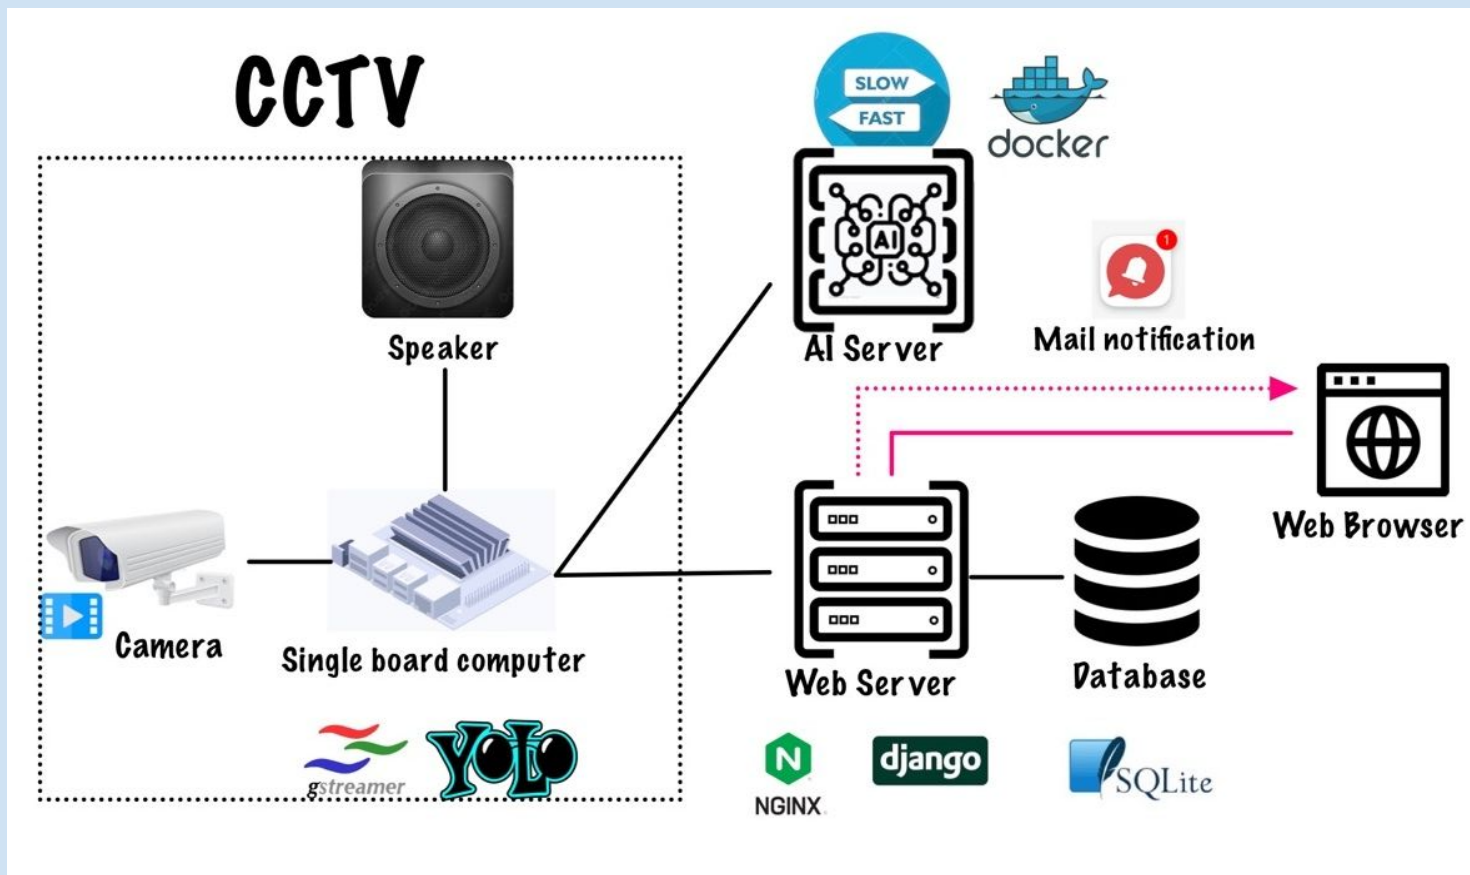 CCTV
SLOW
FAST
docker
AI
1
Speaker
AI Server
Mail notification
Web Browser
Camera
Single board computer
Web Server
Database
gstreamer
YOLO
NGINX
django
SQLite